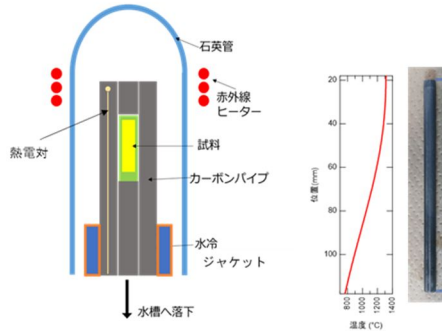 石英管
赤外線
ヒーター
熱電対
試料
カーボンパイプ
水冷
ジャケット
水槽へ落下
位置(mm)
20
40
60
80
100
800
1000
1200
1400
温度 (°C)